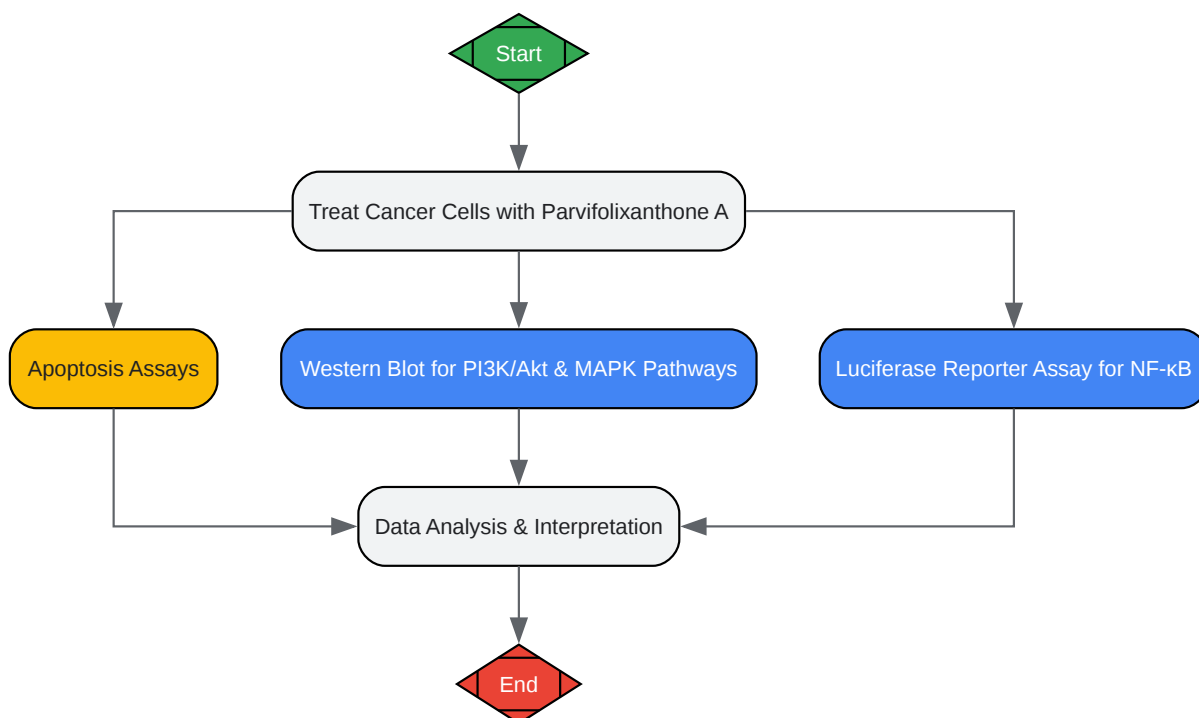 Start
Treat Cancer Cells with Parvifolixanthone A
Apoptosis Assays
Western Blot for PI3K/Akt & MAPK Pathways
Luciferase Reporter Assay for NF-κB
Data Analysis & Interpretation
End